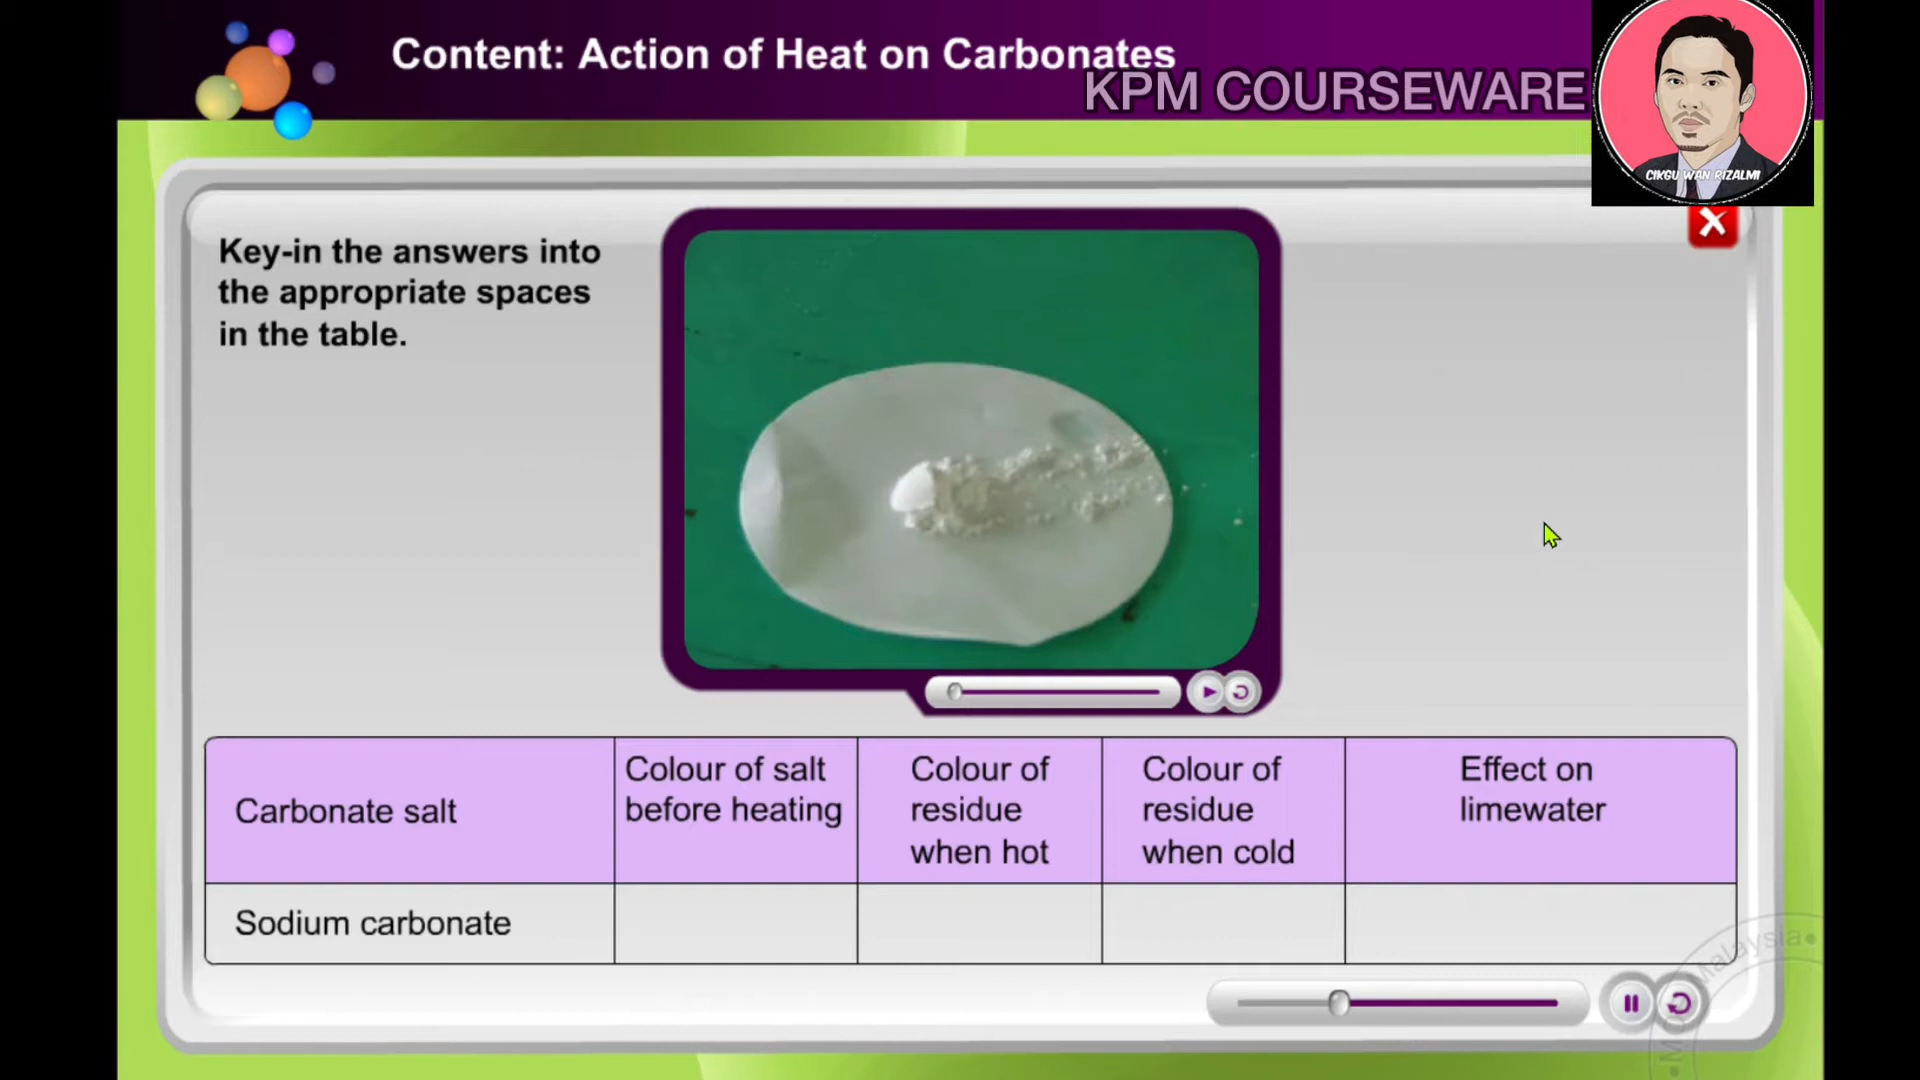 Content: Action of Heat on Carbonates
KPM COURSEWARE
CIKGU WAN RIZALMI
Key-in the answers into
the appropriate spaces
in the table.
Carbonate salt
Colour of salt
before heating
Colour of
residue
when hot
Colour of
residue
when cold
Effect on
limewater
Sodium carbonate
Malaysia